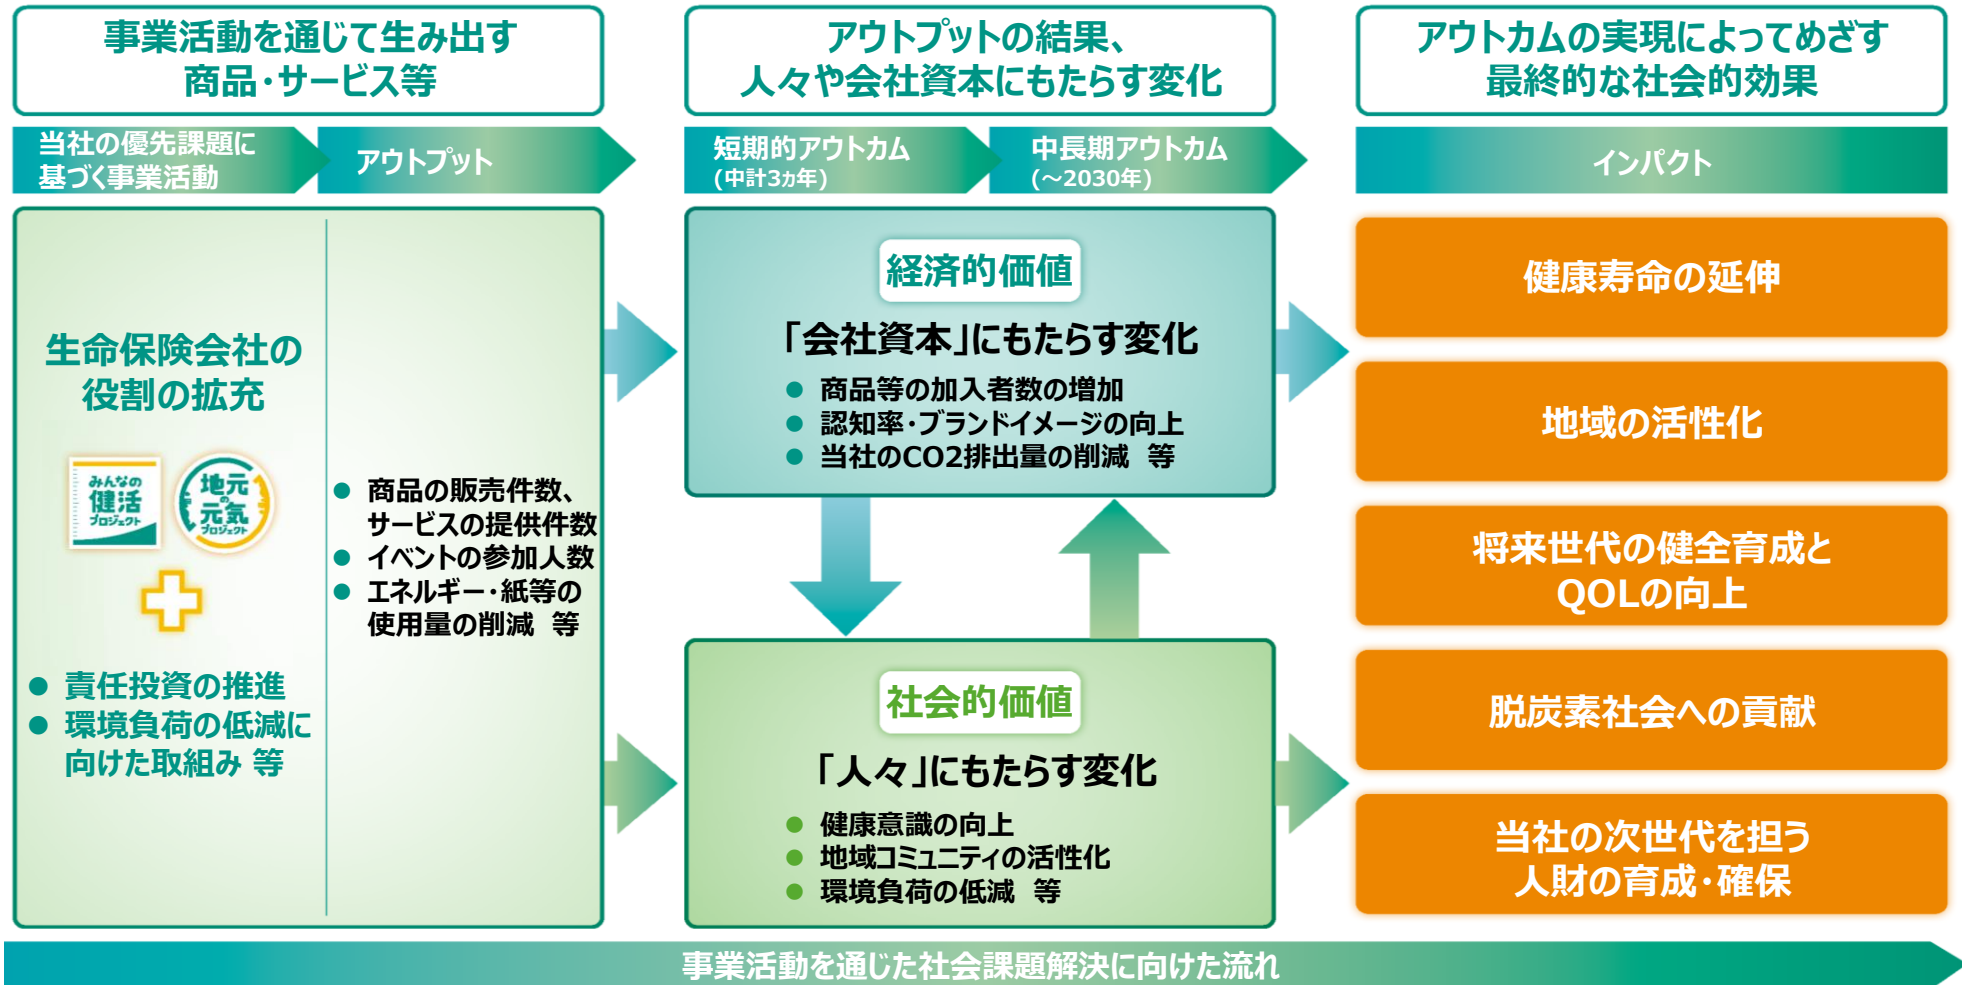 事業活動を通じて生み出す
商品・サービス等
アウトプットの結果、
人々や会社資本にもたらす変化
アウトカムの実現によってめざす
最終的な社会的効果
当社の優先課題に
基づく事業活動
アウトプット
短期的アウトカム
(中計3ヵ年)
中長期アウトカム
(～2030年)
インパクト
生命保険会社の
役割の拡充
みんなの
健活
プロジェクト
地元
の
元気
プロジェクト
● 責任投資の推進
● 環境負荷の低減に
向けた取組み 等
● 商品の販売件数、
サービスの提供件数
● イベントの参加人数
● エネルギー・紙等の
使用量の削減 等
経済的価値
「会社資本」にもたらす変化
● 商品等の加入者数の増加
● 認知率・ブランドイメージの向上
● 当社のCO2排出量の削減 等
社会的価値
「人々」にもたらす変化
● 健康意識の向上
● 地域コミュニティの活性化
● 環境負荷の低減 等
健康寿命の延伸
地域の活性化
将来世代の健全育成と
QOLの向上
脱炭素社会への貢献
当社の次世代を担う
人財の育成・確保
事業活動を通じた社会課題解決に向けた流れ